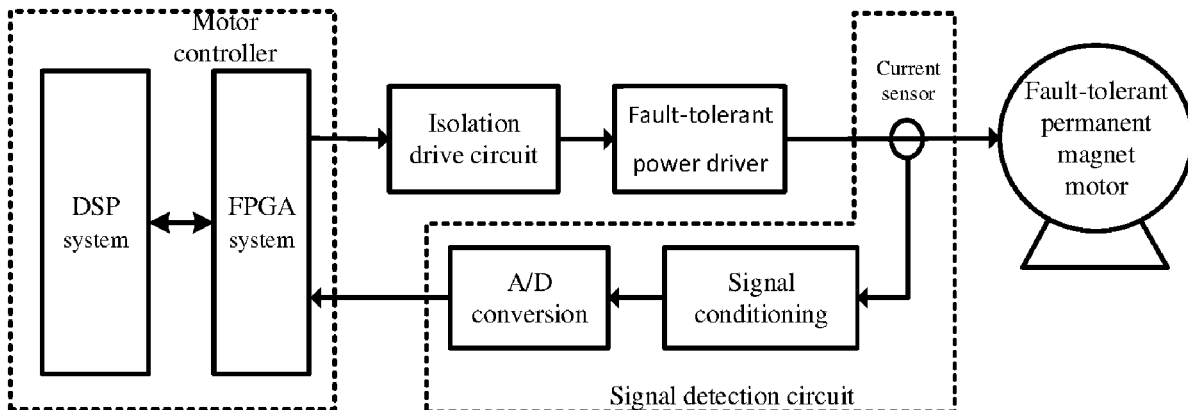 Motor
controller
DSP
system
FPGA
system
Isolation
drive circuit
Fault-tolerant
power driver
Current
sensor
Fault-tolerant
permanent
magnet
motor
A/D
conversion
Signal
conditioning
Signal detection circuit